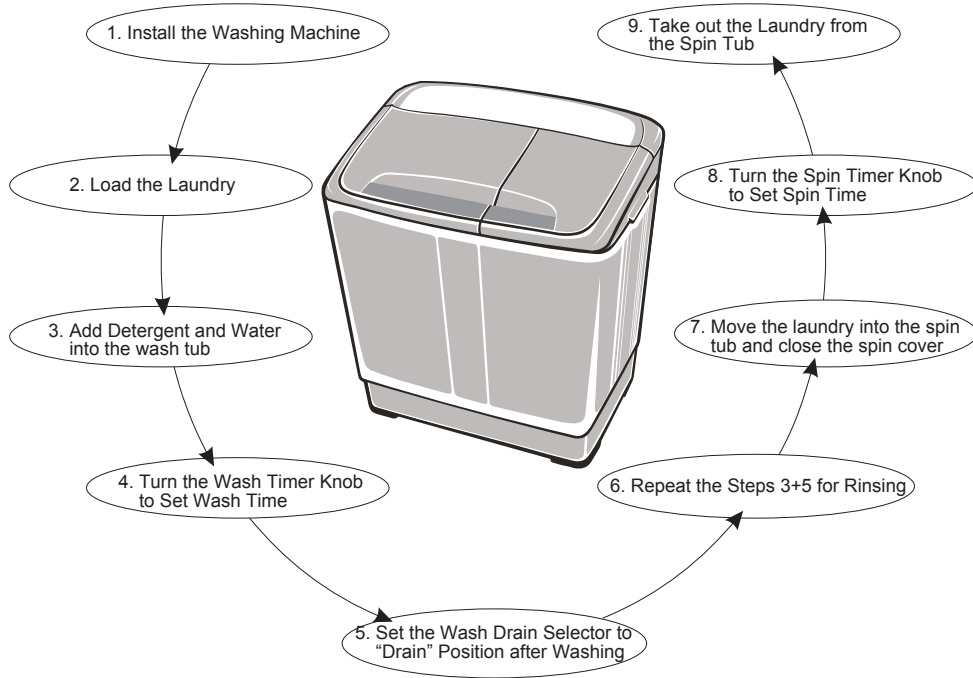 1. Install the Washing Machine
2. Load the Laundry
3. Add Detergent and Water
into the wash tub
4. Turn the Wash Timer Knob
to Set Wash Time
5. Set the Wash Drain Selector to
“Drain” Position after Washing
6. Repeat the Steps 3+5 for Rinsing
7. Move the laundry into the spin
tub and close the spin cover
8. Turn the Spin Timer Knob
to Set Spin Time
9. Take out the Laundry from
the Spin Tub